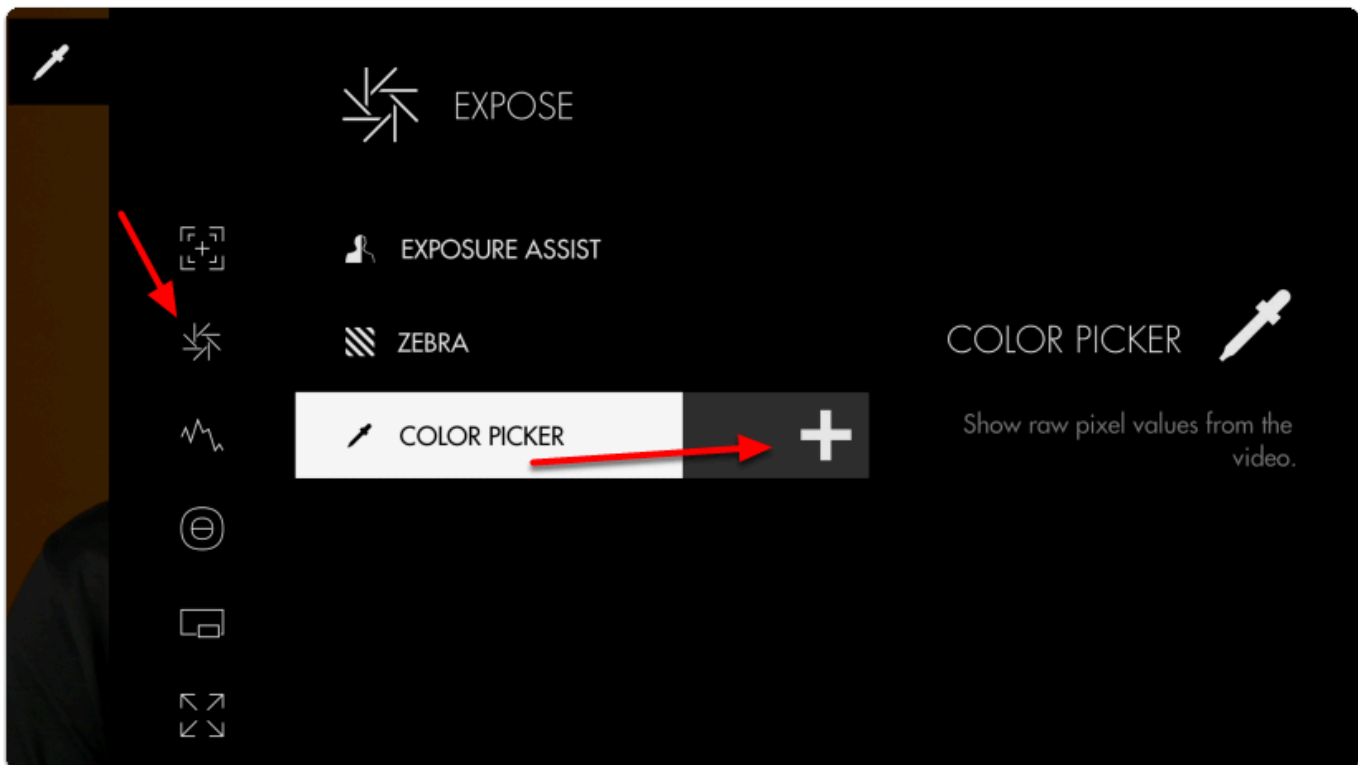 EXPOSE
EXPOSURE ASSIST
ZEBRA
COLOR PICKER
COLOR PICKER
Show raw pixel values from the
video.